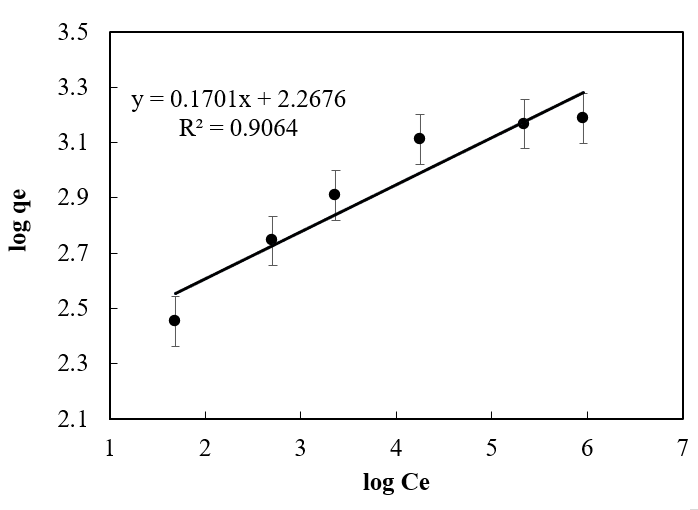 3.5
3.3
3.1
2.9
2.7
2.5
2.3
2.1
y = 0.1701x + 2.2676
R² = 0.9064
log qe
1 2 3 4 5 6 7
log Ce